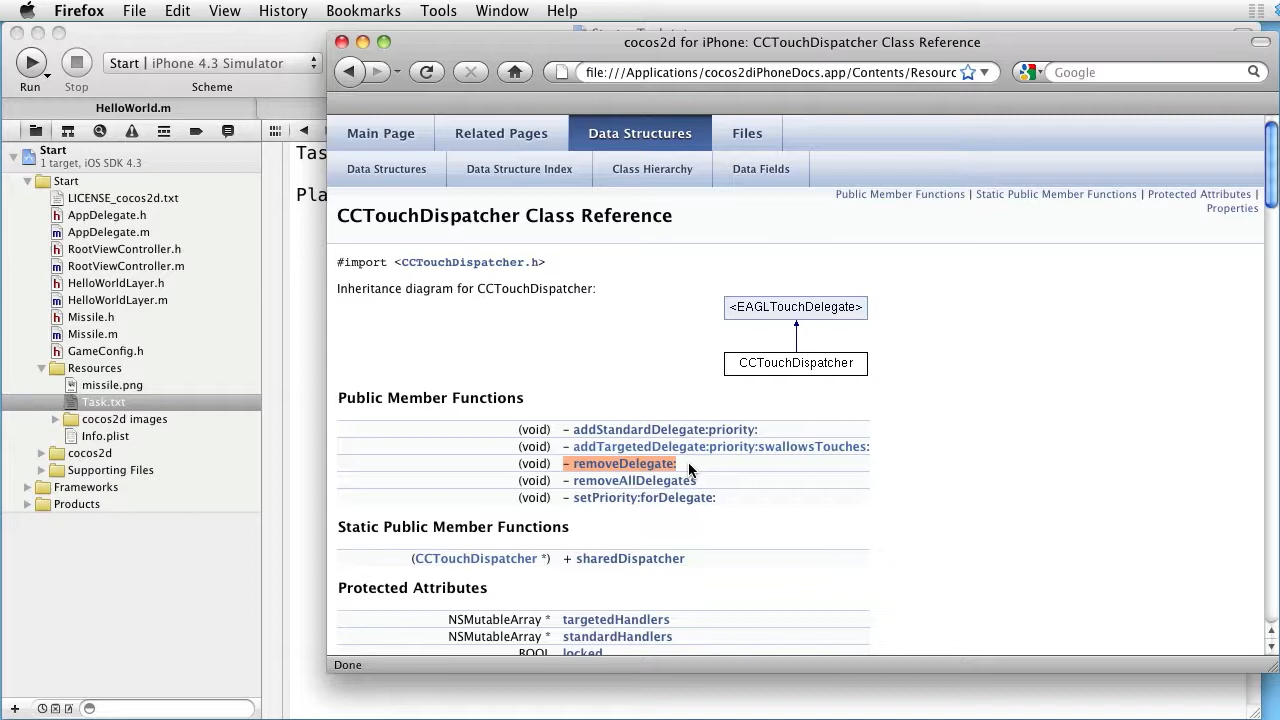 Firefox File Edit View History Bookmarks Tools Window Help
Start | iPhone 4.3 Simulator
Run Stop Scheme
HelloWorld.m
Start
1 target, iOS SDK 4.3
Start
LICENSE_cocos2d.txt
AppDelegate.h
AppDelegate.m
RootViewController.h
RootViewController.m
HelloWorldLayer.h
HelloWorldLayer.m
Missile.h
Missile.m
GameConfig.h
Resources
missile.png
Task.txt
cocos2d images
Info.plist
cocos2d
Supporting Files
Frameworks
Products
Tas
Pla
cocos2d for iPhone: CCTouchDispatcher Class Reference
file:///Applications/cocos2diPhoneDocs.app/Contents/Resourc
Google
Main Page Related Pages Data Structures Files
Data Structures Data Structure Index Class Hierarchy Data Fields
Public Member Functions | Static Public Member Functions | Protected Attributes |
Properties
CCTouchDispatcher Class Reference
#import <CCTouchDispatcher.h>
Inheritance diagram for CCTouchDispatcher:
<EAGLTouchDelegate>
CCTouchDispatcher
Public Member Functions
(void) – addStandardDelegate:priority:
(void) – addTargetedDelegate:priority:swallowsTouches:
(void) – removeDelegate:
(void) – removeAllDelegates
(void) – setPriority:forDelegate:
Static Public Member Functions
(CCTouchDispatcher *) + sharedDispatcher
Protected Attributes
NSMutableArray * targetedHandlers
NSMutableArray * standardHandlers
BOOL locked
Done